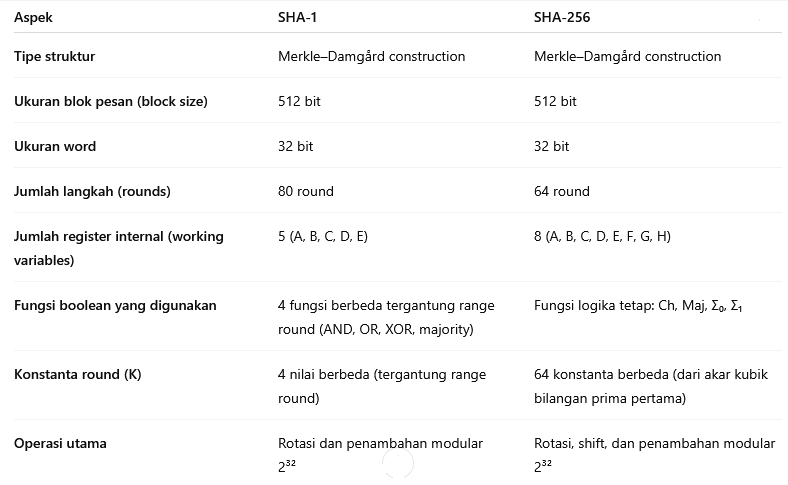 Aspek SHA-1 SHA-256
Tipe struktur Merkle–Damgård construction Merkle–Damgård construction
Ukuran blok pesan (block size) 512 bit 512 bit
Ukuran word 32 bit 32 bit
Jumlah langkah (rounds) 80 round 64 round
Jumlah register internal (working 5 (A, B, C, D, E) 8 (A, B, C, D, E, F, G, H)
variables)
Fungsi boolean yang digunakan 4 fungsi berbeda tergantung range Fungsi logika tetap: Ch, Maj, Σ₀, Σ₁
round (AND, OR, XOR, majority)
Konstanta round (K) 4 nilai berbeda (tergantung range 64 konstanta berbeda (dari akar kubik
round) bilangan prima pertama)
Operasi utama Rotasi dan penambahan modular Rotasi, shift, dan penambahan modular
2³² 2³²